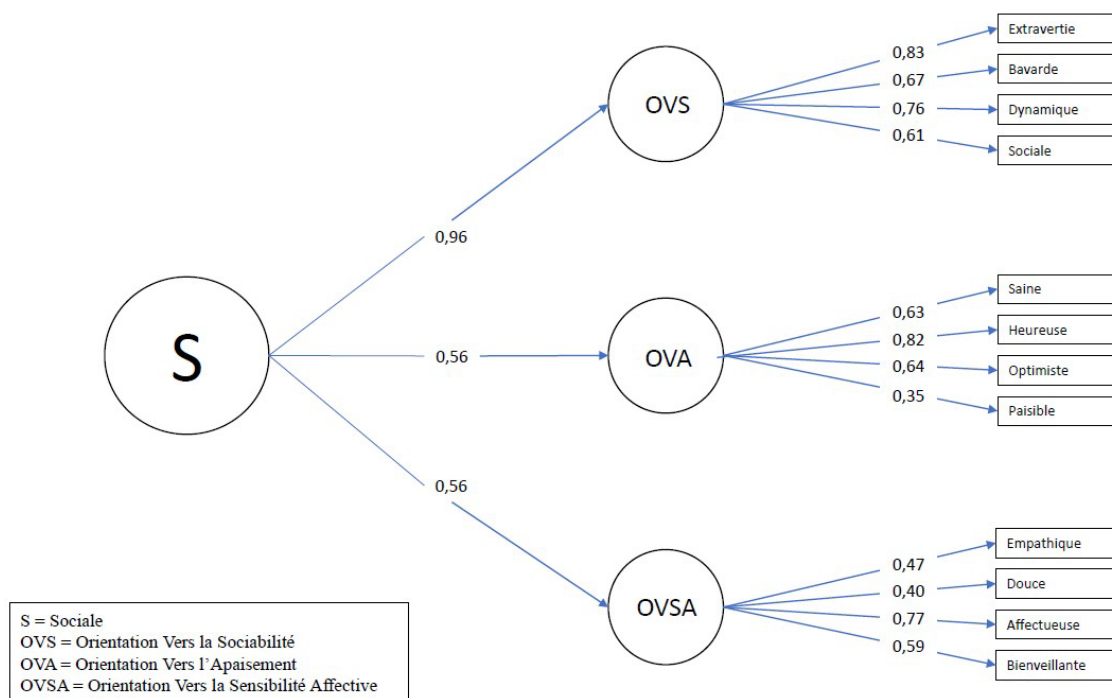 Extravertie
0,83
Bavarde
0,67
OVS
0,76
Dynamique
0,61
Sociale
0,96
S
0,56
Saine
0,63
Heureuse
0,82
OVA
0,64
Optimiste
0,35
Paisible
0,56
Empathique
0,47
Douce
0,40
OVSA
0,77
Affectueuse
0,59
Bienveillante
S = Sociale
OVS = Orientation Vers la Sociabilité
OVA = Orientation Vers l’Apaisement
OVSA = Orientation Vers la Sensibilité Affective